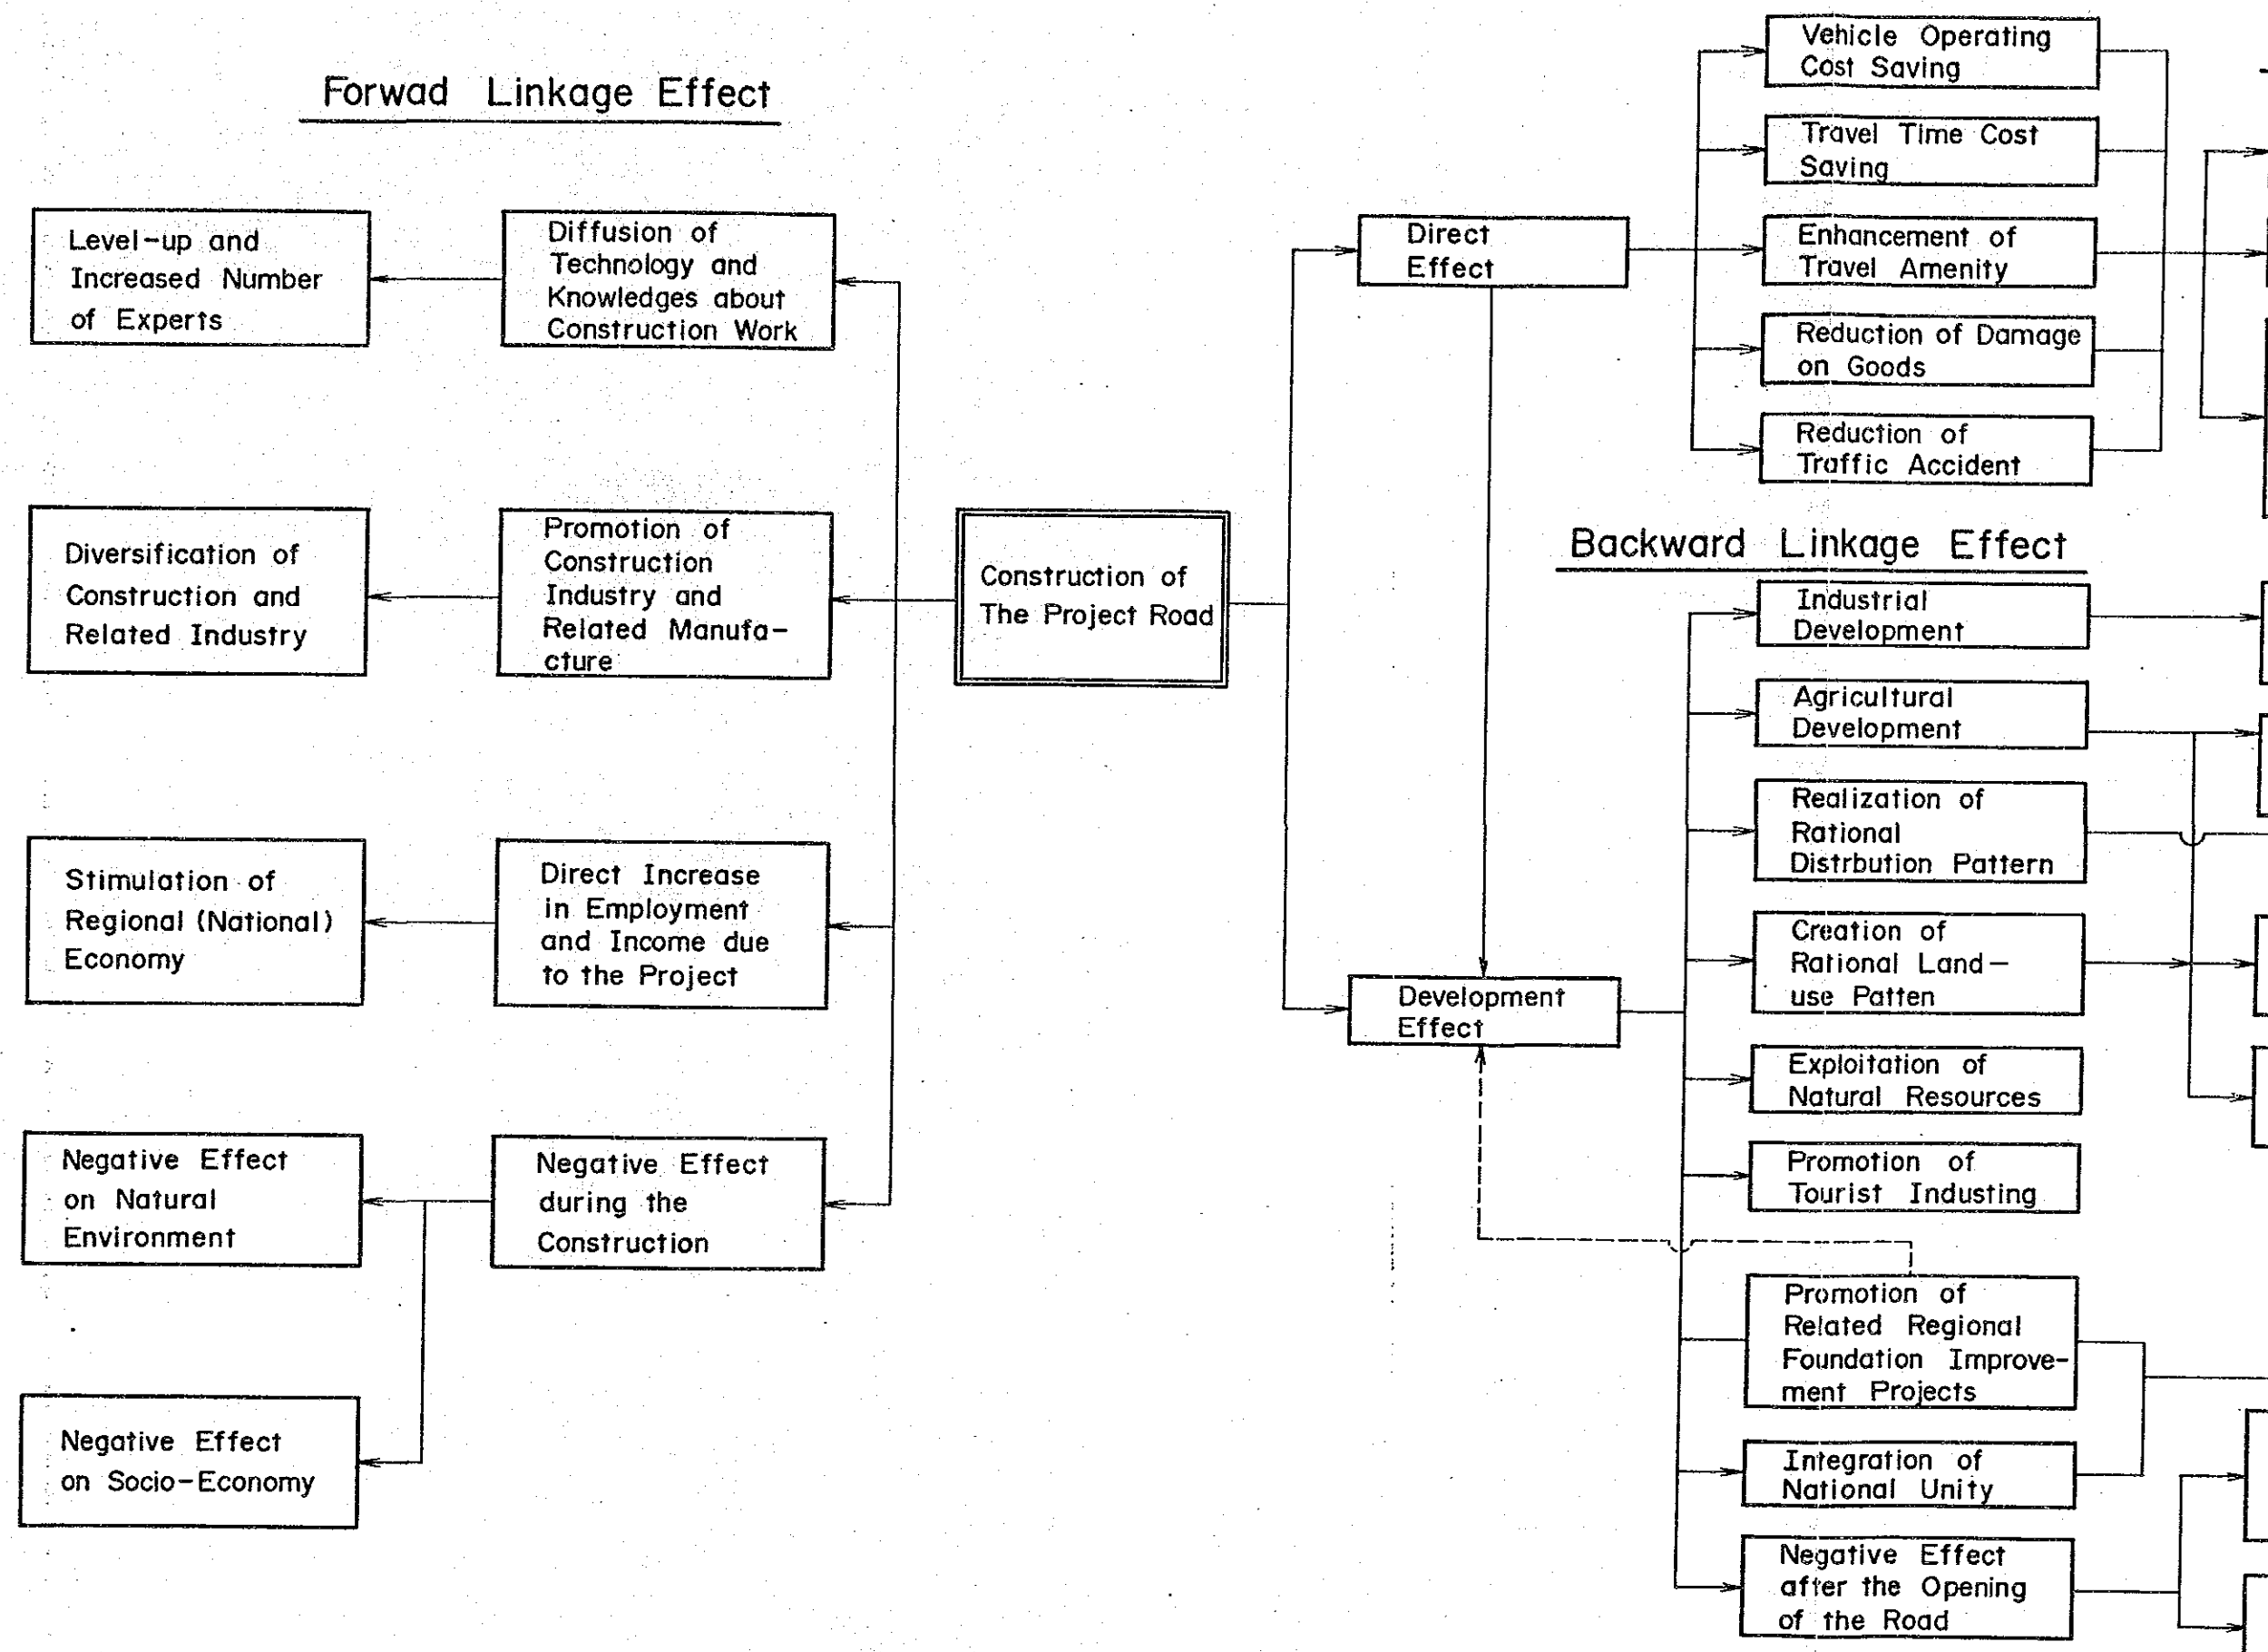 Forwad Linkage Effect
Level-up and
Increased Number
of Experts
Diffusion of
Technology and
Knowledges about
Construction Work
Diversification of
Construction and
Related Industry
Promotion of
Construction
Industry and
Related Manufa-
cture
Stimulation of
Regional (National)
Economy
Direct Increase
in Employment
and Income due
to the Project
Negative Effect
on Natural
Environment
Negative Effect
during the
Construction
Negative Effect
on Socio-Economy
Construction of
The Project Road
Direct
Effect
Development
Effect
Vehicle Operating
Cost Saving
Travel Time Cost
Saving
Enhancement of
Travel Amenity
Reduction of Damage
on Goods
Reduction of
Traffic Accident
Backward Linkage Effect
Industrial
Development
Agricultural
Development
Realization of
Rational
Distrbution Pattern
Creation of
Rational Land-
use Patten
Exploitation of
Natural Resources
Promotion of
Tourist Industing
Promotion of
Related Regional
Foundation Improve-
ment Projects
Integration of
National Unity
Negative Effect
after the Opening
of the Road